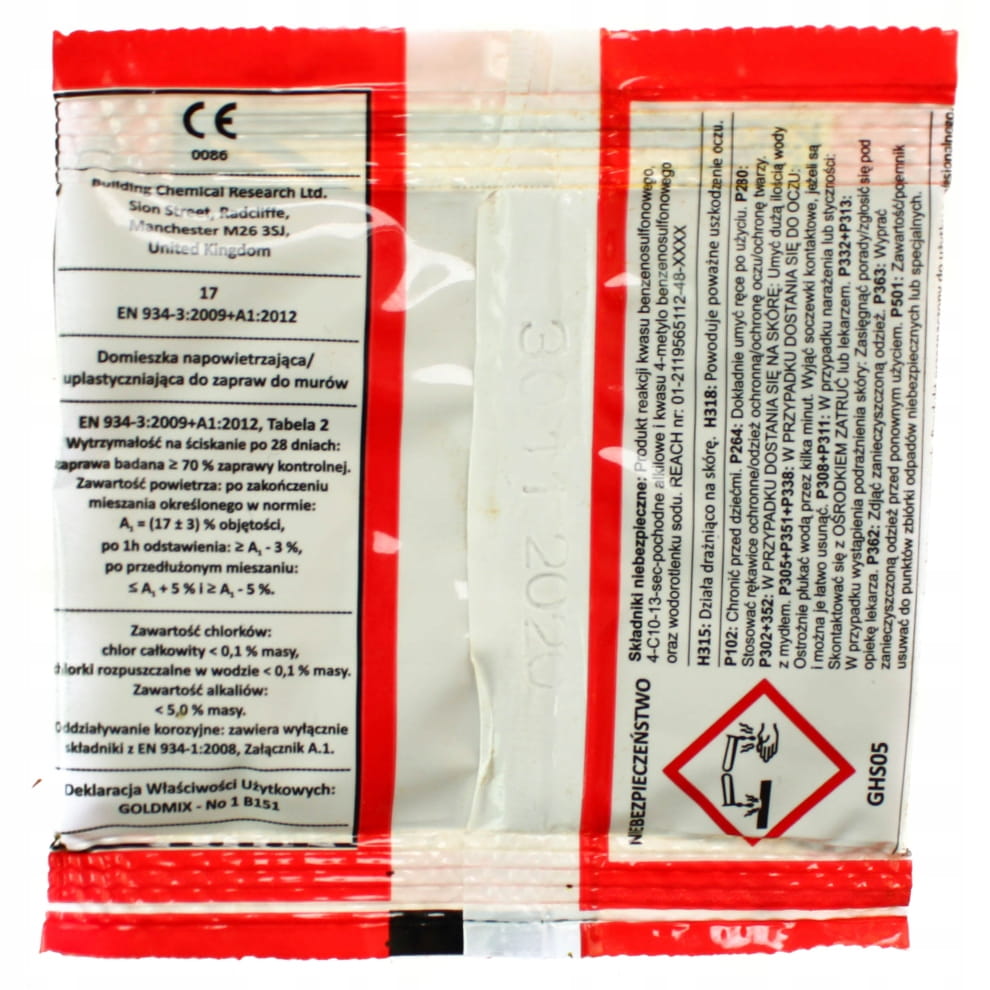 CE
0086
Building Chemical Research Ltd.
Sion Street, Radcliffe,
Manchester M26 3SJ,
United Kingdom
17
EN 934-3:2009+A1:2012
Domieszka napowietrzająca/
uplastyczniająca do zapraw do murów
EN 934-3:2009+A1:2012, Tabela 2
Wytrzymałość na ściskanie po 28 dniach:
zaprawa badana ≥ 70 % zaprawy kontrolnej.
Zawartość powietrza: po zakończeniu
mieszania określonego w normie:
A₁ = (17 ± 3) % objętości,
po 1h odstawienia: ≥ A₁ - 3 %,
po przedłużonym mieszaniu:
≤ A₁ + 5 % i ≥ A₁ - 5 %.
Zawartość chlorków:
chlor całkowity < 0,1 % masy,
chlorki rozpuszczalne w wodzie < 0,1 % masy.
Zawartość alkaliów:
< 5,0 % masy.
Oddziaływanie korozyjne: zawiera wyłącznie
składniki z EN 934-1:2008, Załącznik A.1.
Deklaracja Właściwości Użytkowych:
GOLDMIX - No 1 B151
30 11 2020
NIEBEZPIECZEŃSTWO
GHS05
Składniki niebezpieczne: Produkt reakcji kwasu benzenosulfonowego,
4-C10-13-sec-pochodne alkilowe i kwasu 4-metylo benzenosulfonowego
oraz wodorotlenku sodu. REACH nr: 01-2119565112-48-XXXX
H315: Działa drażniąco na skórę. H318: Powoduje poważne uszkodzenie oczu.
P102: Chronić przed dziećmi. P264: Dokładnie umyć ręce po użyciu. P280:
Stosować rękawice ochronne/odzież ochronną/ochronę oczu/ochronę twarzy.
P302+352: W PRZYPADKU DOSTANIA SIĘ NA SKÓRĘ: Umyć dużą ilością wody
z mydłem. P305+P351+P338: W PRZYPADKU DOSTANIA SIĘ DO OCZU:
Ostrożnie płukać wodą przez kilka minut. Wyjąć soczewki kontaktowe, jeżeli są
i można je łatwo usunąć. P308+P311: W przypadku narażenia lub styczności:
Skontaktować się z OŚRODKIEM ZATRUĆ lub lekarzem. P332+P313:
W przypadku wystąpienia podrażnienia skóry: Zasięgnąć porady/zgłosić się pod
opiekę lekarza. P362: Zdjąć zanieczyszczoną odzież. P363: Wyprać
zanieczyszczoną odzież przed ponownym użyciem. P501: Zawartość/pojemnik
usuwać do punktów zbiórki odpadów niebezpiecznych lub specjalnych.